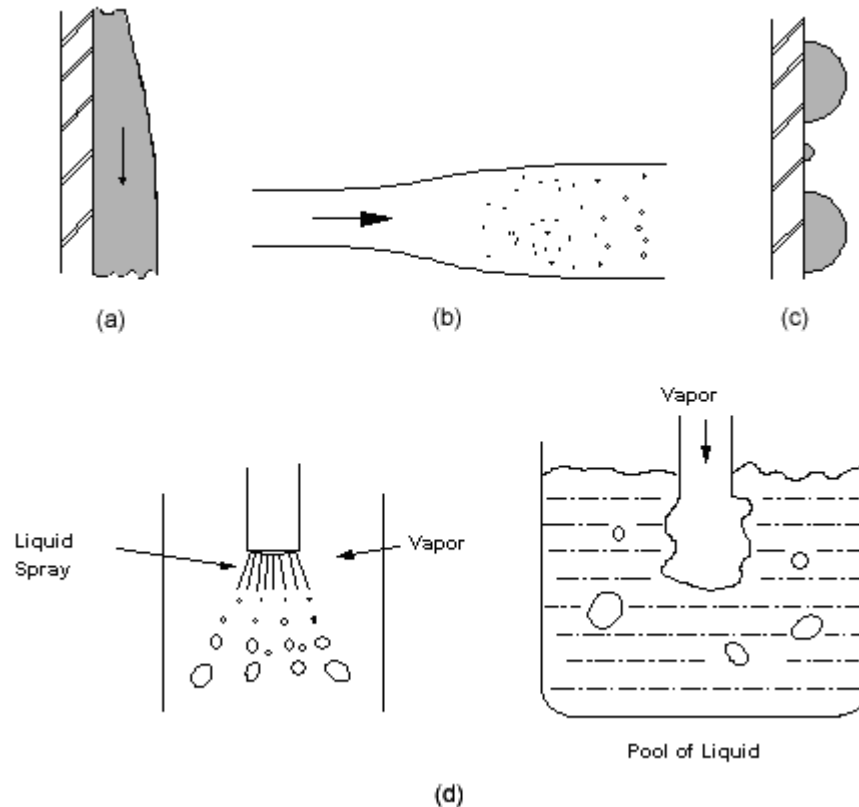 (a)
(b)
(c)
Liquid
Spray
Vapor
Vapor
Pool of Liquid
(d)